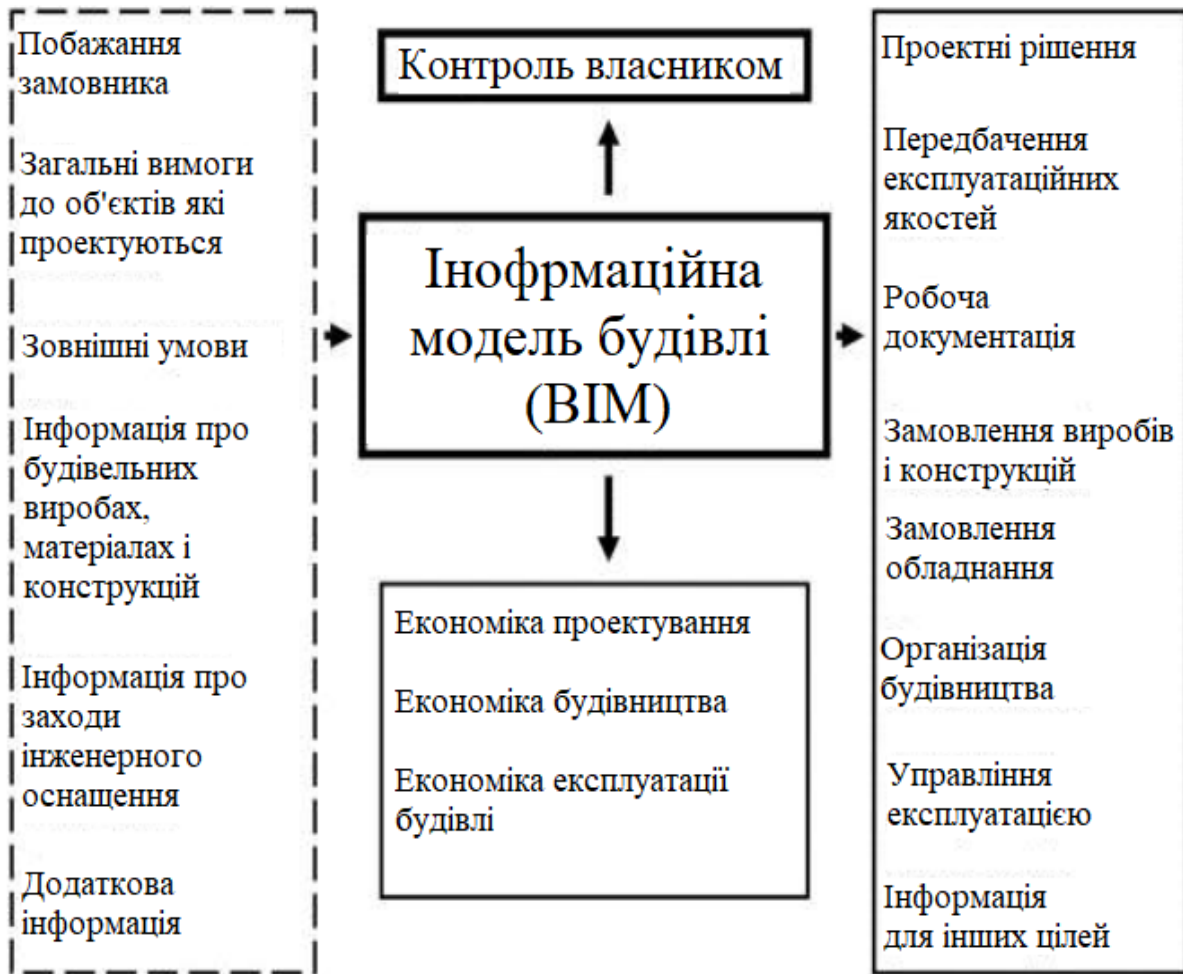 Побажання
замовника
Загальні вимоги
до об'єктів які
проектуються
Зовнішні умови
Інформація про
будівельних
виробах,
матеріалах і
конструкцій
Інформація про
заходи
інженерного
оснащення
Додаткова
інформація
Контроль власником
Інофрмаційна
модель будівлі
(BIM)
Економіка проектування
Економіка будівництва
Економіка експлуатації
будівлі
Проектні рішення
Передбачення
експлуатаційних
якостей
Робоча
документація
Замовлення виробів
і конструкцій
Замовлення
обладнання
Організація
будівництва
Управління
експлуатацією
Інформація
для інших цілей